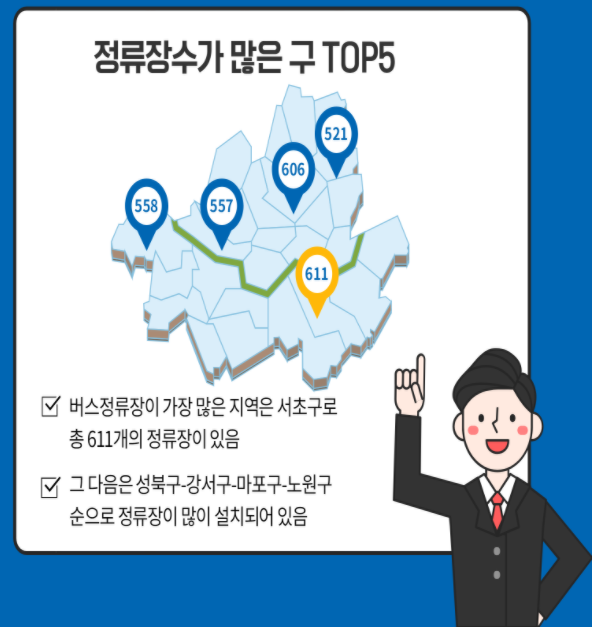 정류장수가 많은 구 TOP5
521
606
558
557
611
버스정류장이 가장 많은 지역은 서초구로
총 611개의 정류장이 있음
그 다음은 성북구-강서구-마포구-노원구
순으로 정류장이 많이 설치되어 있음